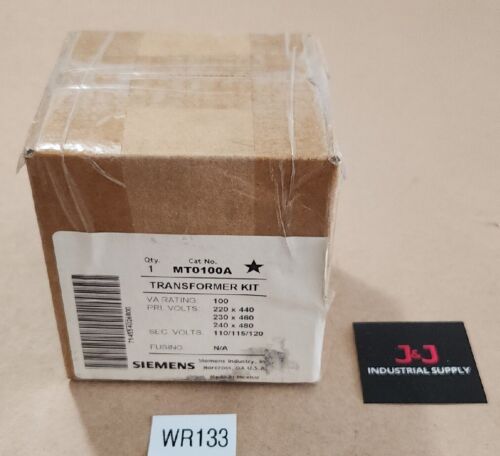 Qty. Cat No.
1 MT0100A
TRANSFORMER KIT
VA RATING: 100
PRI. VOLTS: 220 x 440
230 x 460
240 x 480
SEC. VOLTS: 110/115/120
FUSING: N/A
SIEMENS
Siemens Industry,
Norcross, GA U.S.A.
Mexico
J&J
INDUSTRIAL SUPPLY
WR133